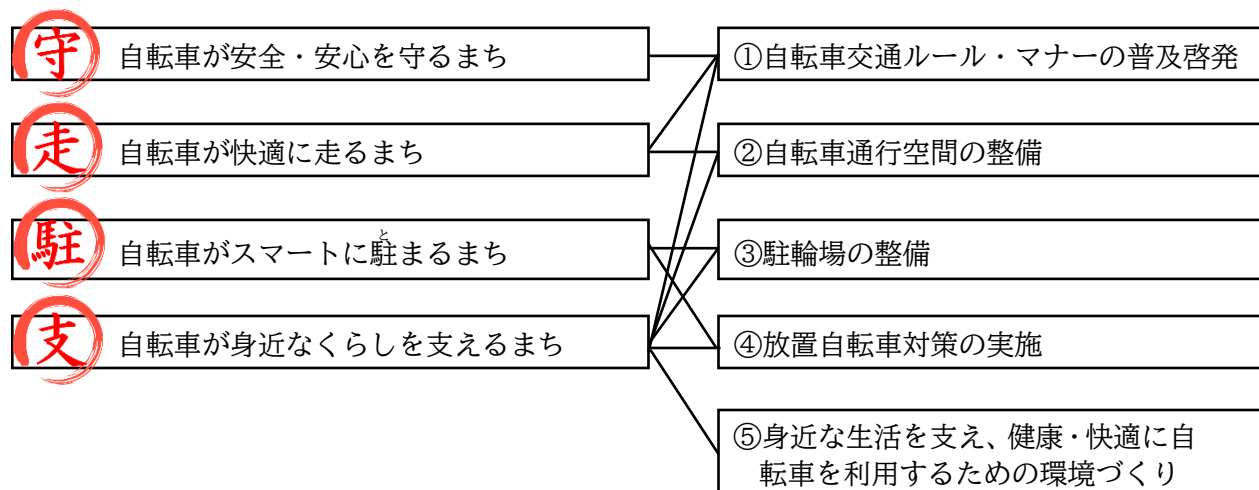 守 自転車が安全・安心を守るまち
走 自転車が快適に走るまち
と
駐 自転車がスマートに駐まるまち
支 自転車が身近なくらしを支えるまち
①自転車交通ルール・マナーの普及啓発
②自転車通行空間の整備
③駐輪場の整備
④放置自転車対策の実施
⑤身近な生活を支え、健康・快適に自
転車を利用するための環境づくり